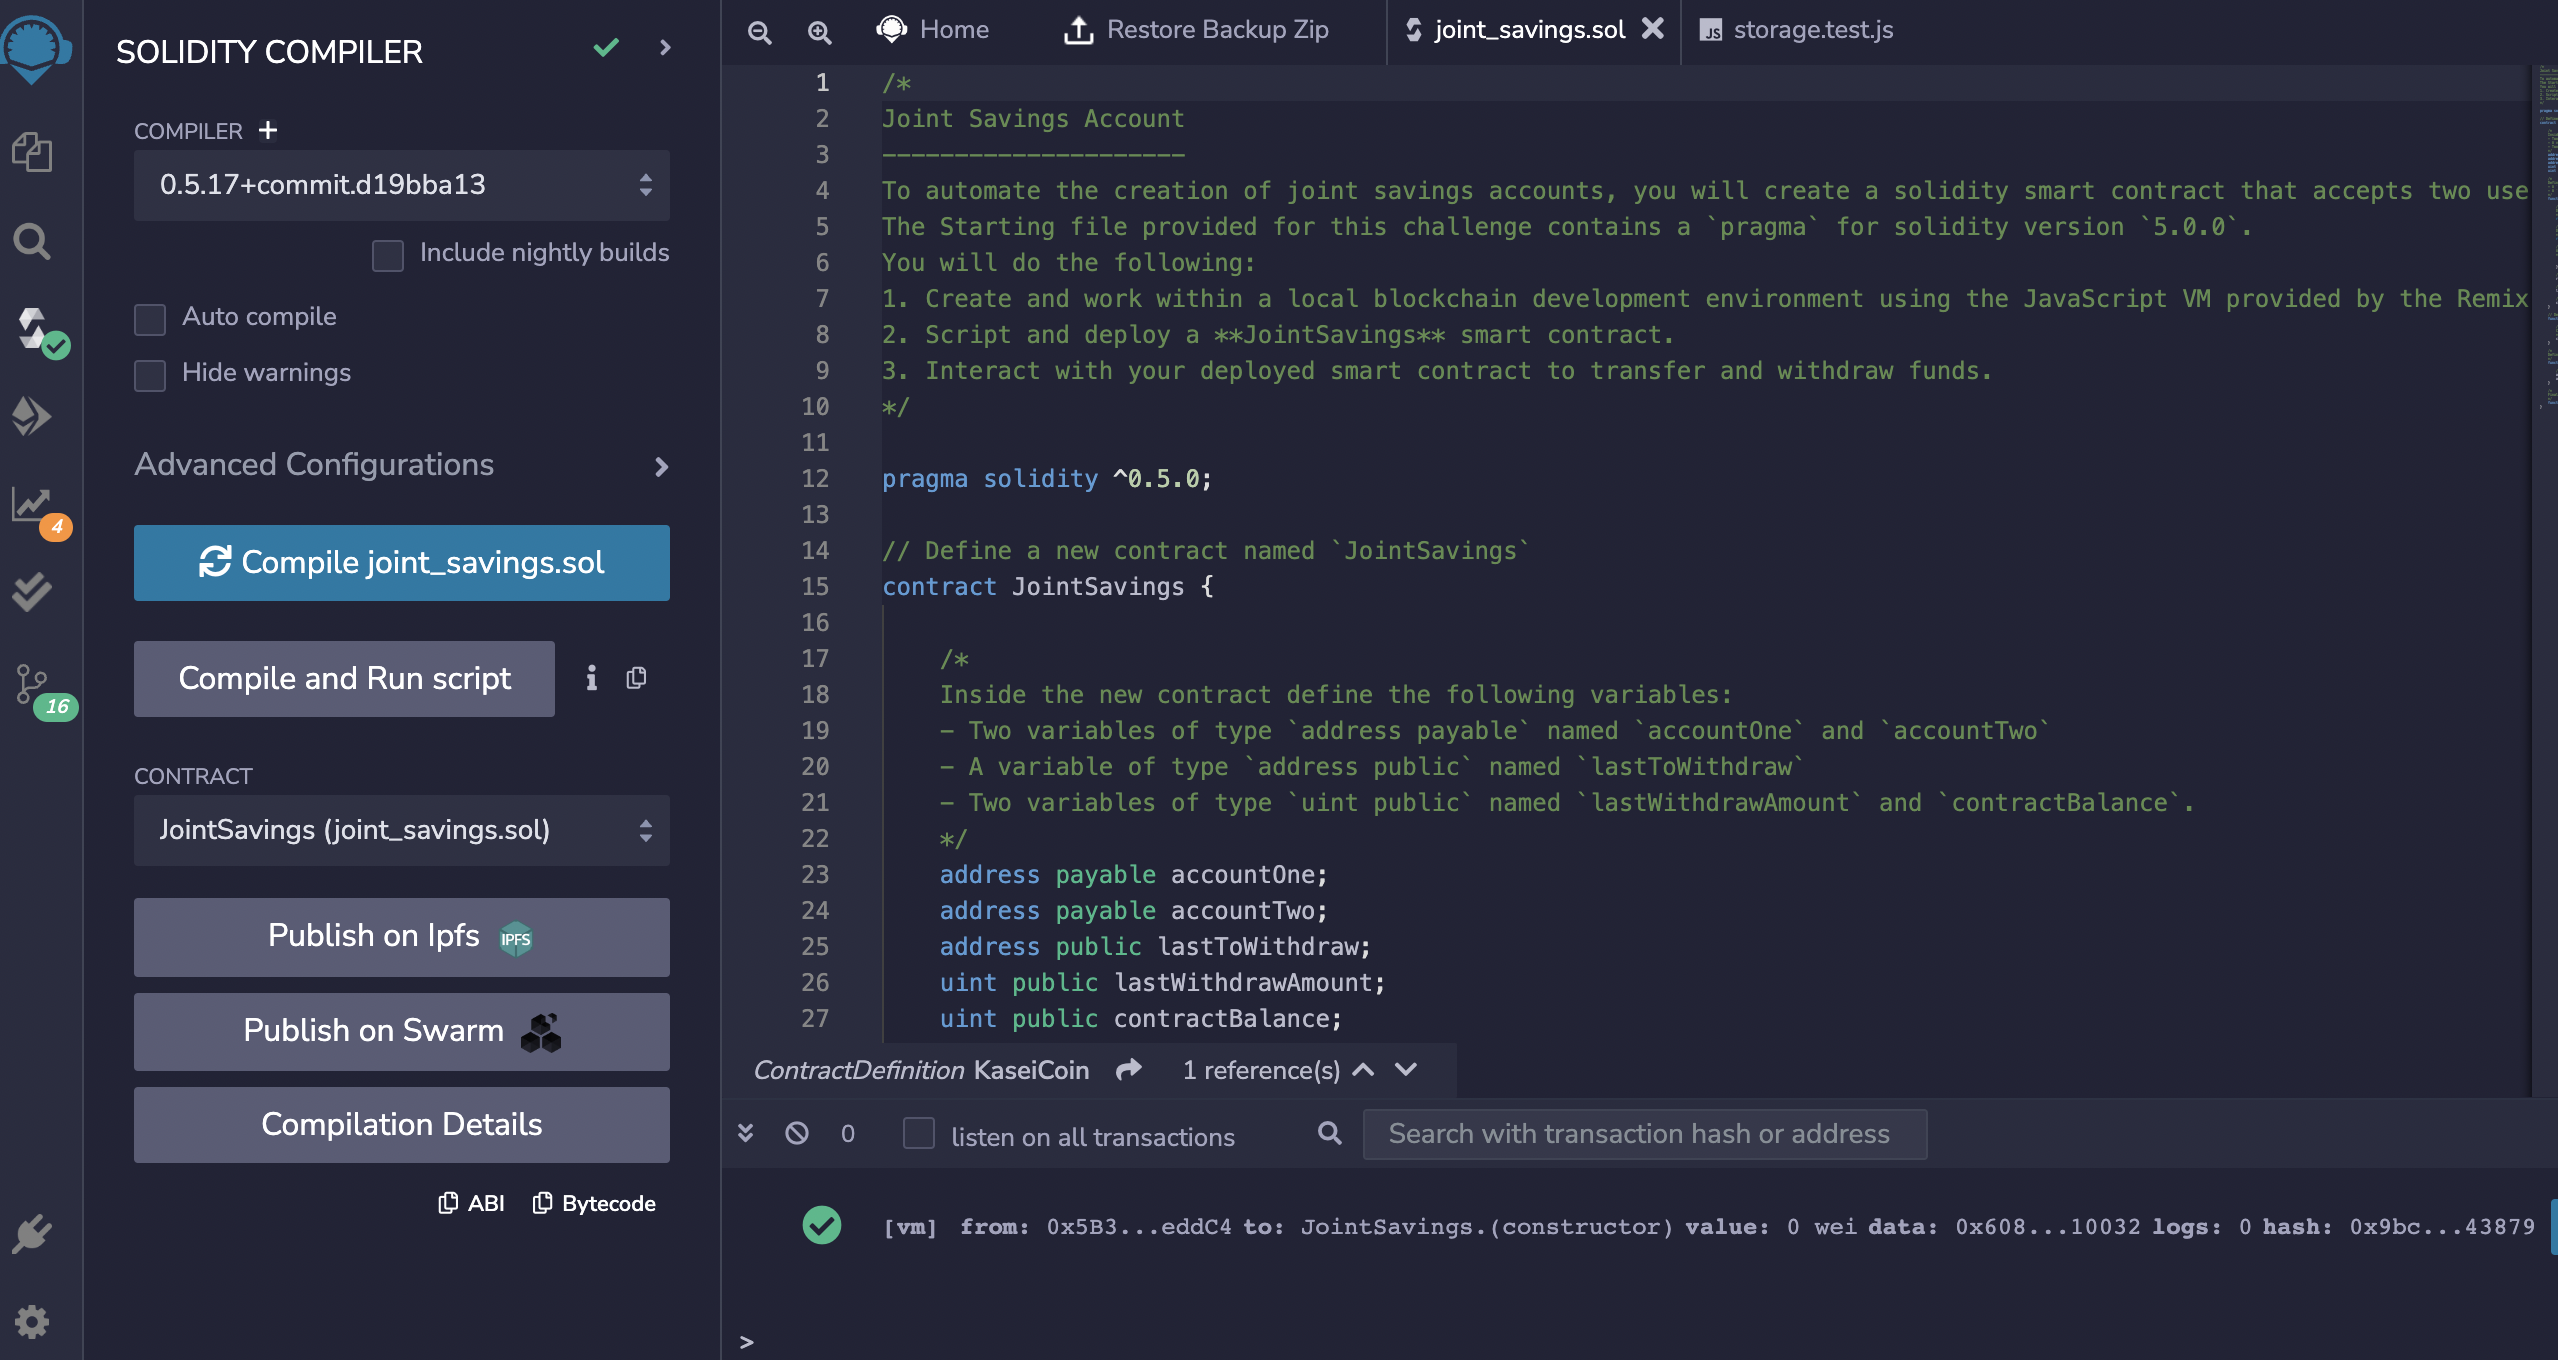 SOLIDITY COMPILER
COMPILER +
0.5.17+commit.d19bba13
Include nightly builds
Auto compile
Hide warnings
Advanced Configurations
Compile joint_savings.sol
Compile and Run script
CONTRACT
JointSavings (joint_savings.sol)
Publish on Ipfs IPFS
Publish on Swarm
Compilation Details
ABI Bytecode
4
16
Home Restore Backup Zip joint_savings.sol JS storage.test.js
1 /*
2 Joint Savings Account
3 ---------------------
4 To automate the creation of joint savings accounts, you will create a solidity smart contract that accepts two use
5 The Starting file provided for this challenge contains a `pragma` for solidity version `5.0.0`.
6 You will do the following:
7 1. Create and work within a local blockchain development environment using the JavaScript VM provided by the Remix
8 2. Script and deploy a **JointSavings** smart contract.
9 3. Interact with your deployed smart contract to transfer and withdraw funds.
10 */
11
12 pragma solidity ^0.5.0;
13
14 // Define a new contract named `JointSavings`
15 contract JointSavings {
16
17 /*
18 Inside the new contract define the following variables:
19 - Two variables of type `address payable` named `accountOne` and `accountTwo`
20 - A variable of type `address public` named `lastToWithdraw`
21 - Two variables of type `uint public` named `lastWithdrawAmount` and `contractBalance`.
22 */
23 address payable accountOne;
24 address payable accountTwo;
25 address public lastToWithdraw;
26 uint public lastWithdrawAmount;
27 uint public contractBalance;
ContractDefinition KaseiCoin 1 reference(s)
0 listen on all transactions Search with transaction hash or address
[vm] from: 0x5B3...eddC4 to: JointSavings.(constructor) value: 0 wei data: 0x608...10032 logs: 0 hash: 0x9bc...43879
>